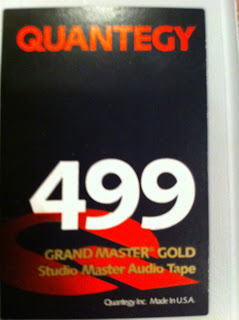 QUANTEGY
499
GRAND MASTER® GOLD
Studio Master Audio Tape
Quantegy Inc. Made in U.S.A.